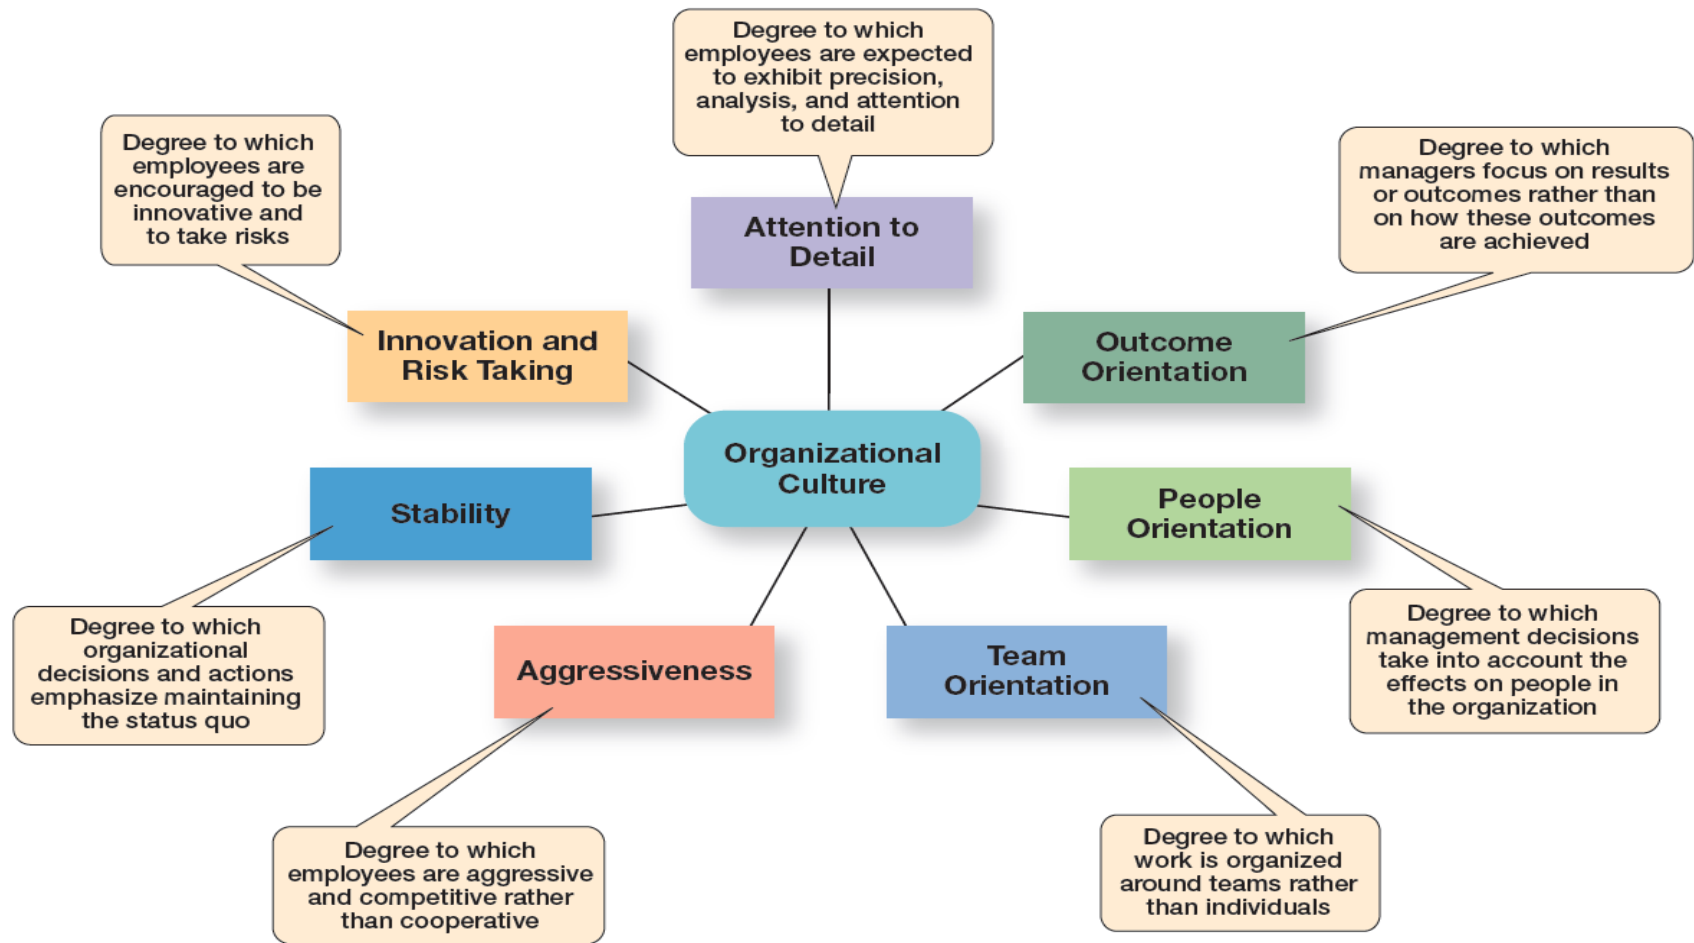 Degree to which
employees are expected
to exhibit precision,
analysis, and attention
to detail
Degree to which
employees are
encouraged to be
innovative and
to take risks
Degree to which
managers focus on results
or outcomes rather than
on how these outcomes
are achieved
Attention to
Detail
Innovation and
Risk Taking
Outcome
Orientation
Organizational
Culture
Stability
People
Orientation
Degree to which
organizational
decisions and actions
emphasize maintaining
the status quo
Aggressiveness
Team
Orientation
Degree to which
management decisions
take into account the
effects on people in
the organization
Degree to which
employees are aggressive
and competitive rather
than cooperative
Degree to which
work is organized
around teams rather
than individuals